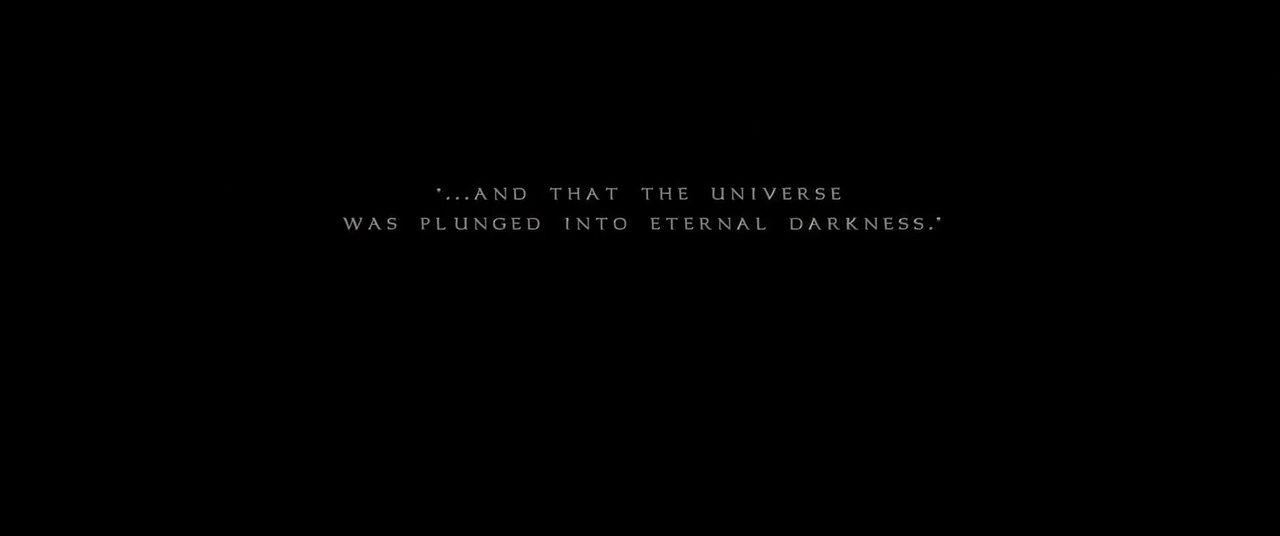 "...AND THAT THE UNIVERSE
WAS PLUNGED INTO ETERNAL DARKNESS."